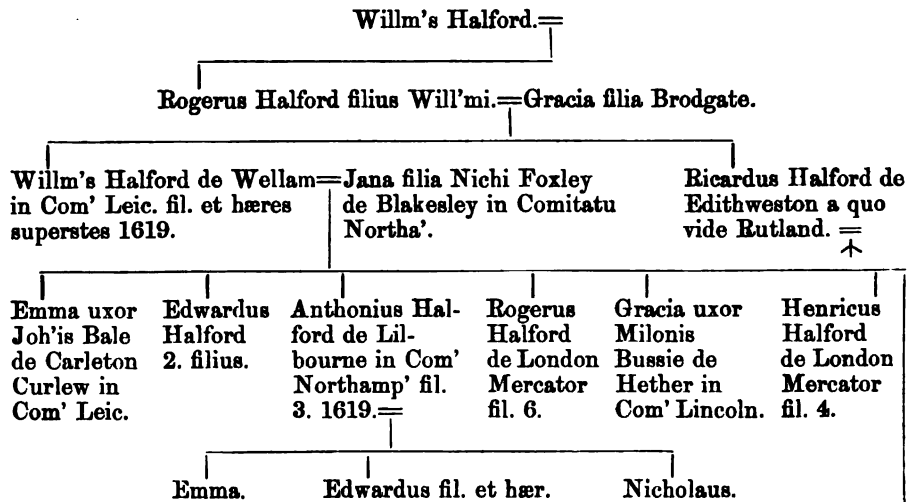 Willm's Halford.=
Rogerus Halford filius Will'mi.=Gracia filia Brodgate.
Willm's Halford de Wellam=Jana filia Nichi Foxley
in Com' Leic. fil. et hæres de Blakesley in Comitatu
superstes 1619. Northa'.
Ricardus Halford de
Edithweston a quo
vide Rutland. =
Emma uxor
Joh'is Bale
de Carleton
Curlew in
Com' Leic.
Edwardus
Halford
2. filius.
Anthonius Hal-
ford de Lil-
bourne in Com'
Northamp' fil.
3. 1619.=
Rogerus
Halford
de London
Mercator
fil. 6.
Gracia uxor
Milonis
Bussie de
Hether in
Com' Lincoln.
Henricus
Halford
de London
Mercator
fil. 4.
Emma. Edwardus fil. et hær. Nicholaus.